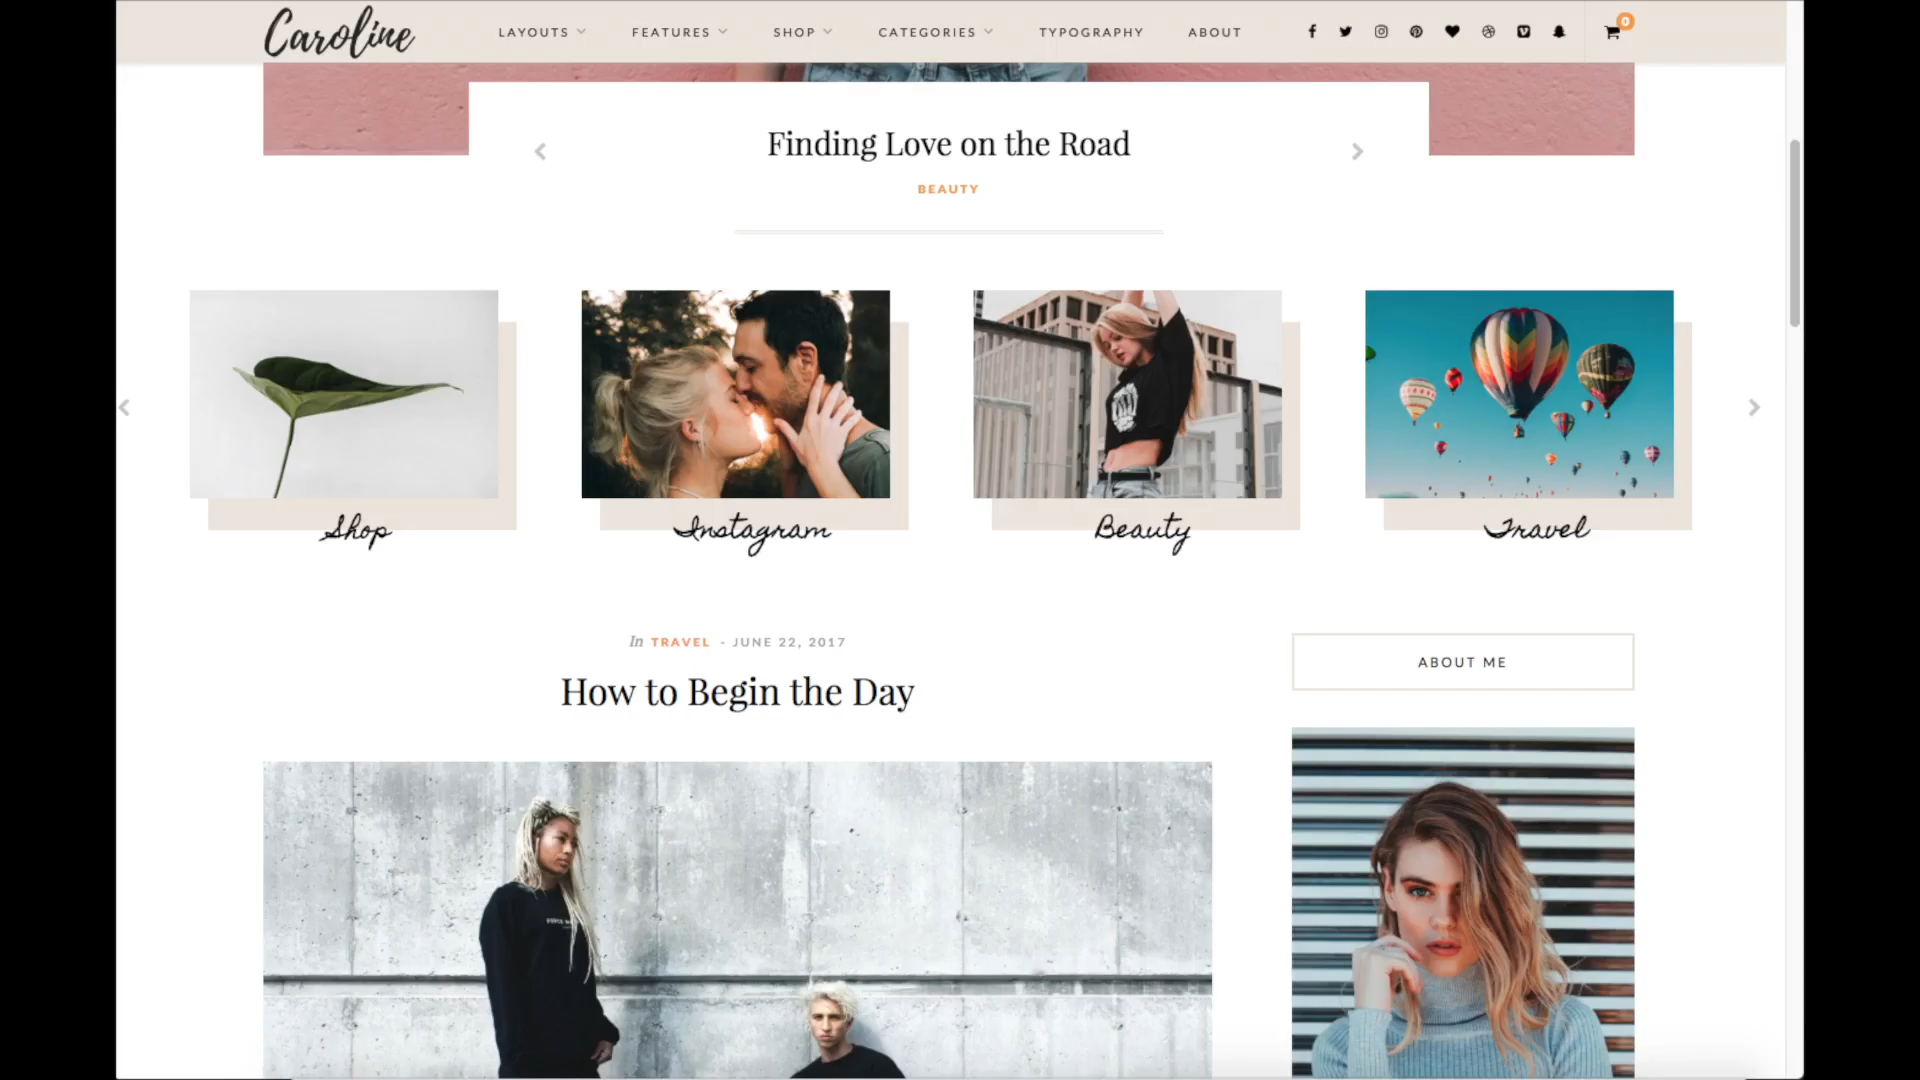 Caroline
LAYOUTS
FEATURES
SHOP
CATEGORIES
TYPOGRAPHY
ABOUT
0
Finding Love on the Road
BEAUTY
Shop
Instagram
Beauty
Travel
In TRAVEL - JUNE 22, 2017
How to Begin the Day
ABOUT ME